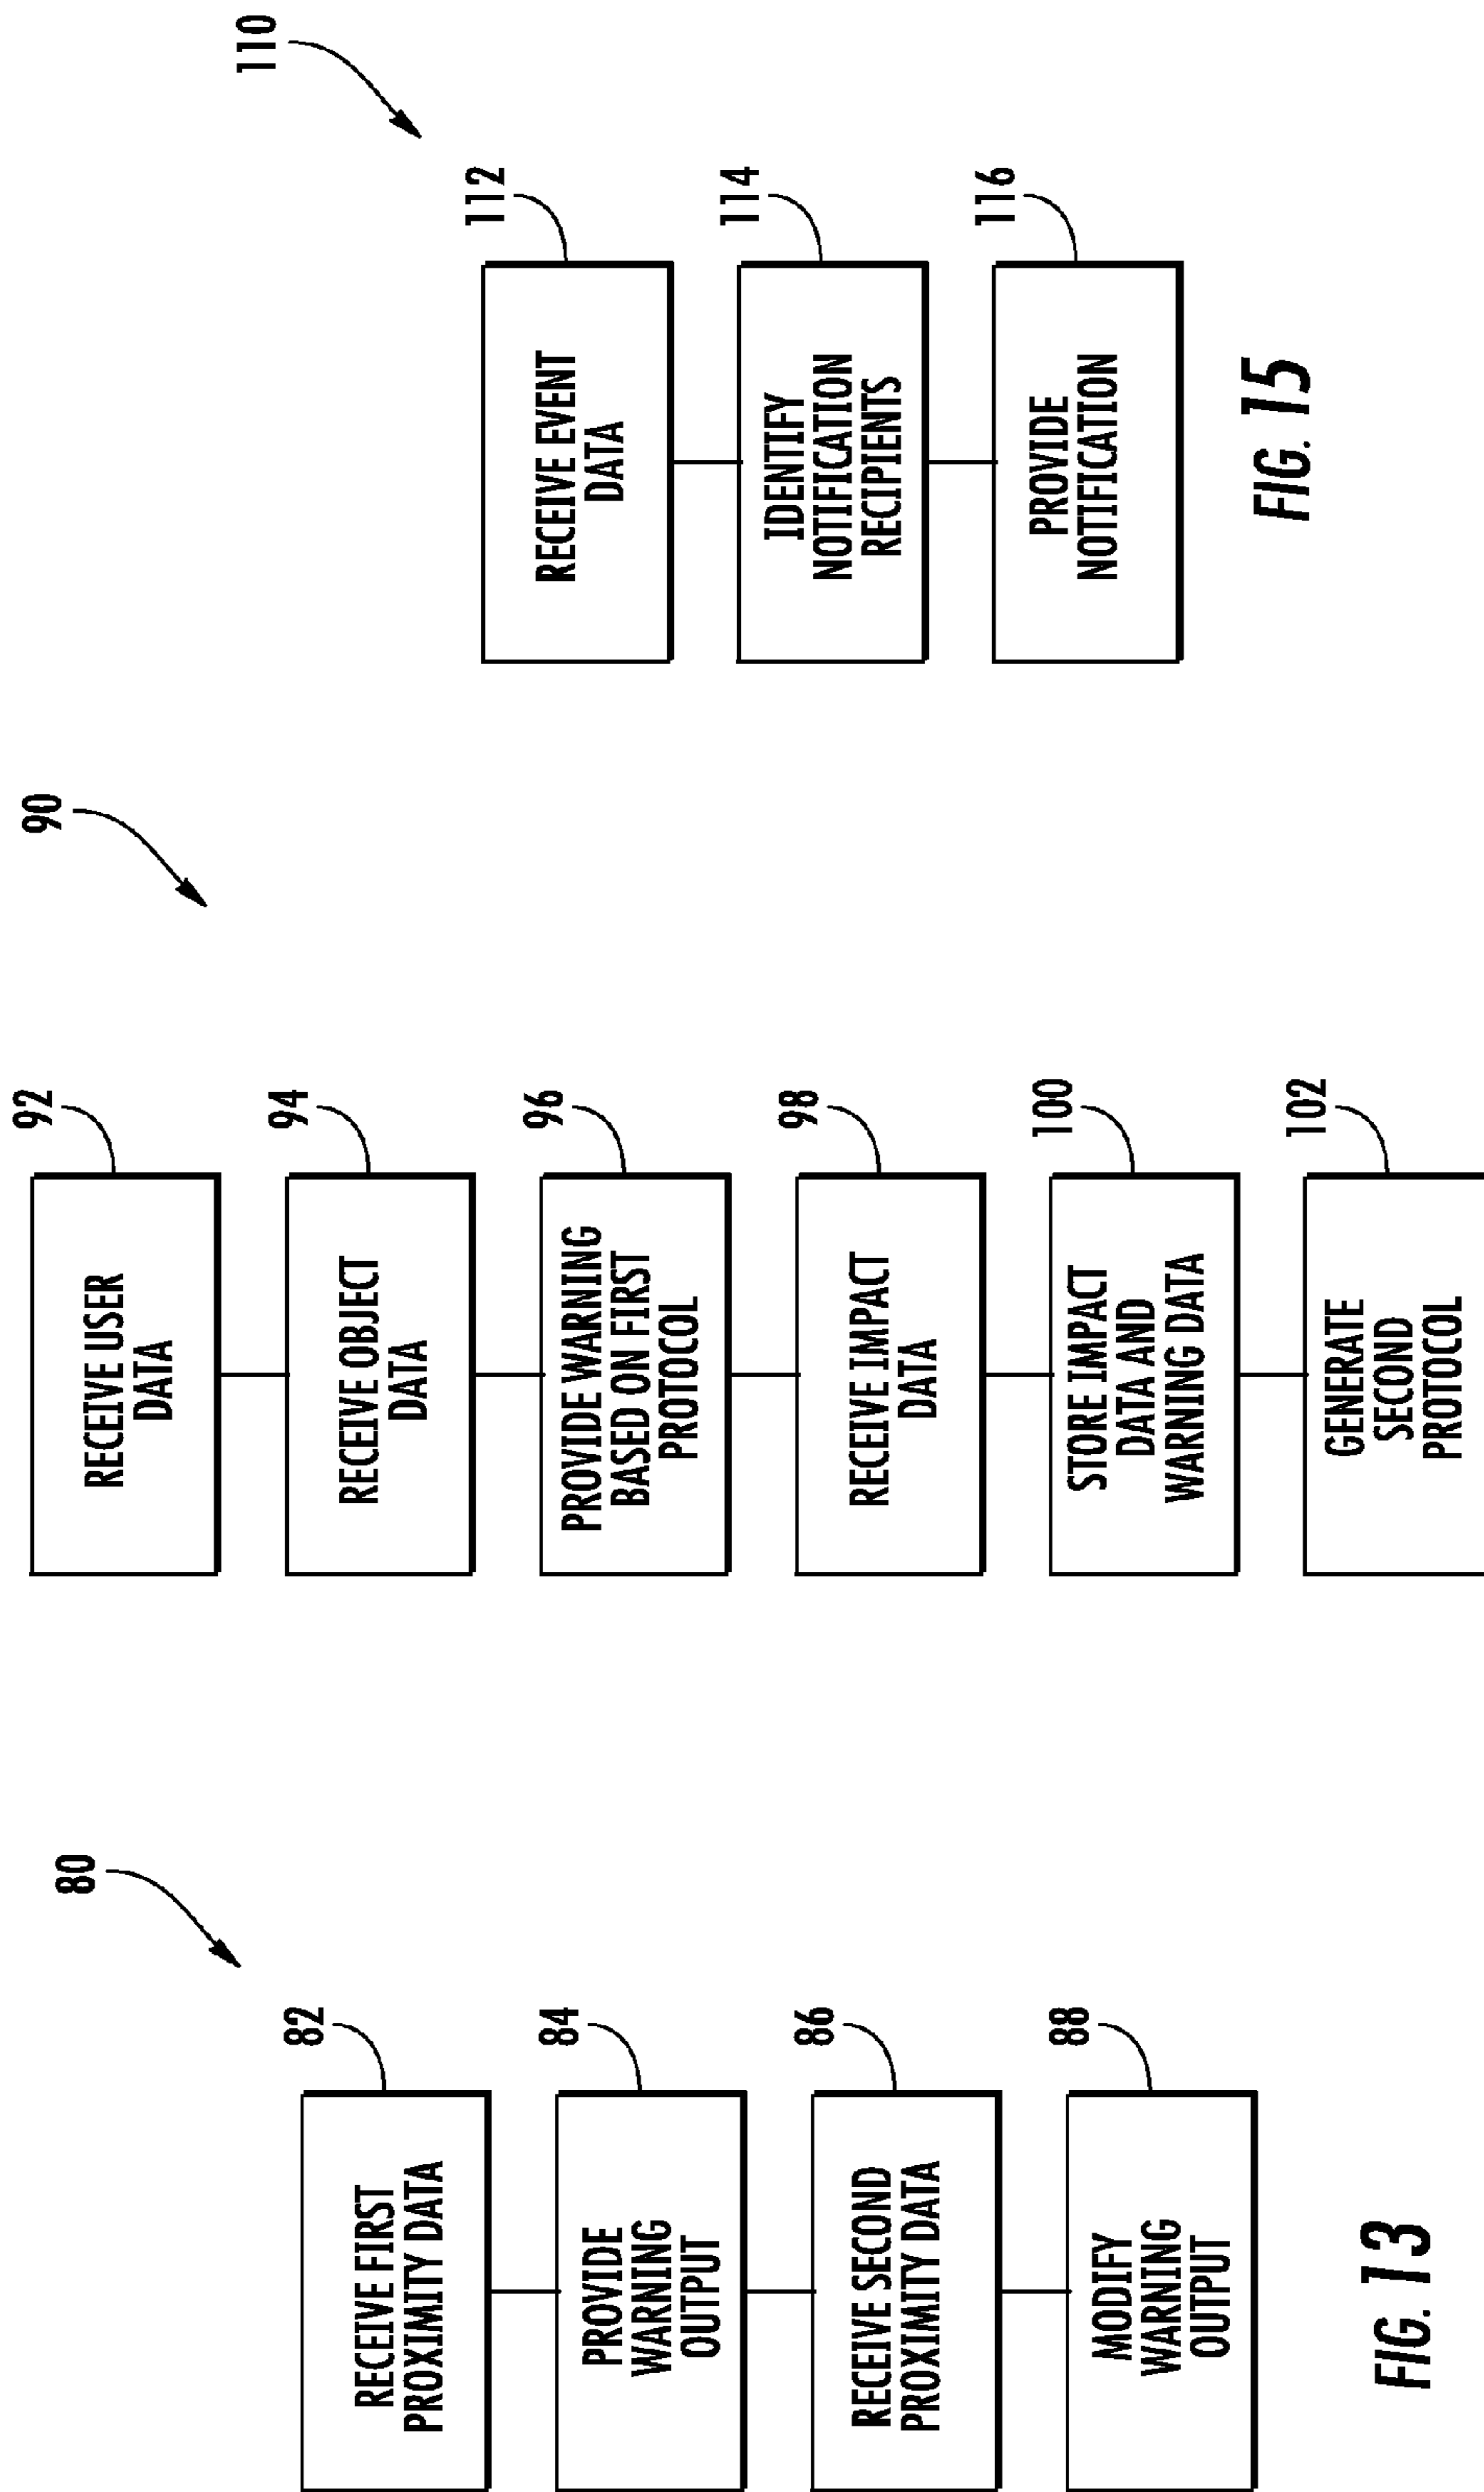 80
82
RECEIVE FIRST
PROXIMITY DATA
84
PROVIDE
WARNING
OUTPUT
86
RECEIVE SECOND
PROXIMITY DATA
88
MODIFY
WARNING
OUTPUT
FIG. 13
90
92
RECEIVE USER
DATA
94
RECEIVE OBJECT
DATA
96
PROVIDE WARNING
BASED ON FIRST
PROTOCOL
98
RECEIVE IMPACT
DATA
100
STORE IMPACT
DATA AND
WARNING DATA
102
GENERATE
SECOND
PROTOCOL
110
112
RECEIVE EVENT
DATA
114
IDENTIFY
NOTIFICATION
RECIPIENTS
116
PROVIDE
NOTIFICATION
FIG. 15